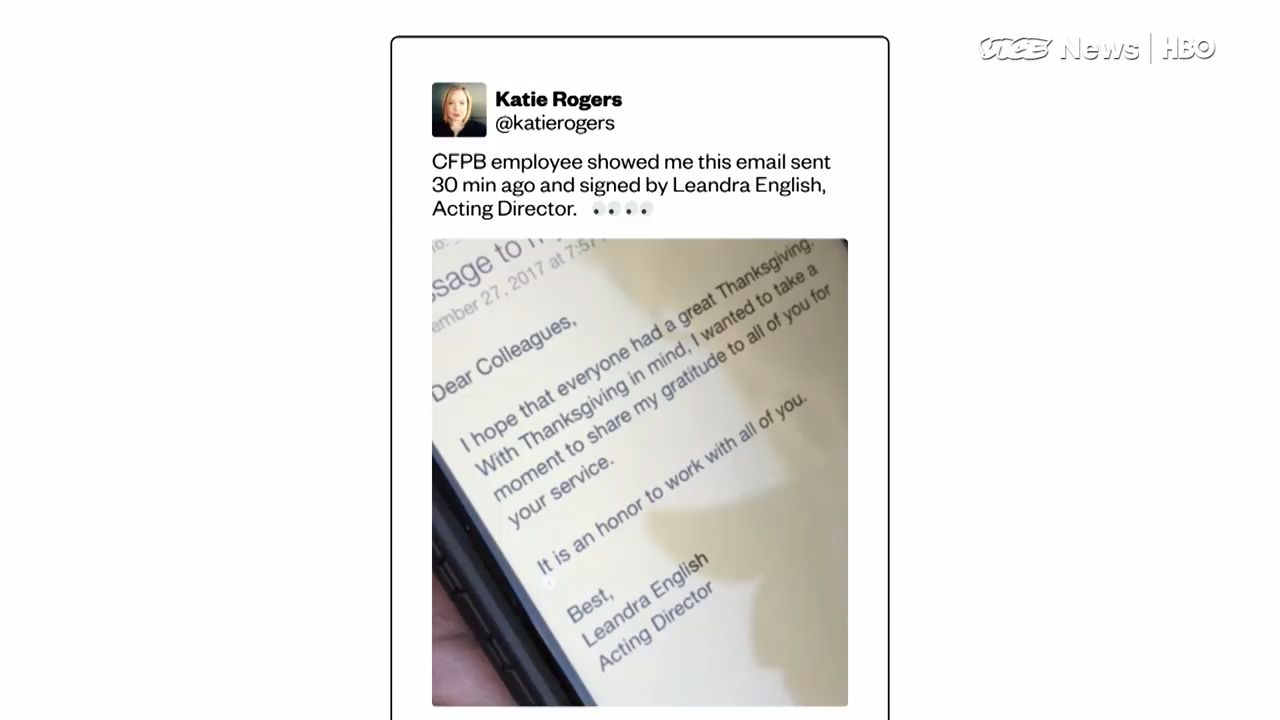 VICE News | HBO
Katie Rogers
@katierogers
CFPB employee showed me this email sent
30 min ago and signed by Leandra English,
Acting Director.
ssage to
ember 27, 2017 at 7:57
Dear Colleagues,
I hope that everyone had a great Thanksgiving.
With Thanksgiving in mind, I wanted to take a
moment to share my gratitude to all of you for
your service.
It is an honor to work with all of you.
Best,
Leandra English
Acting Director